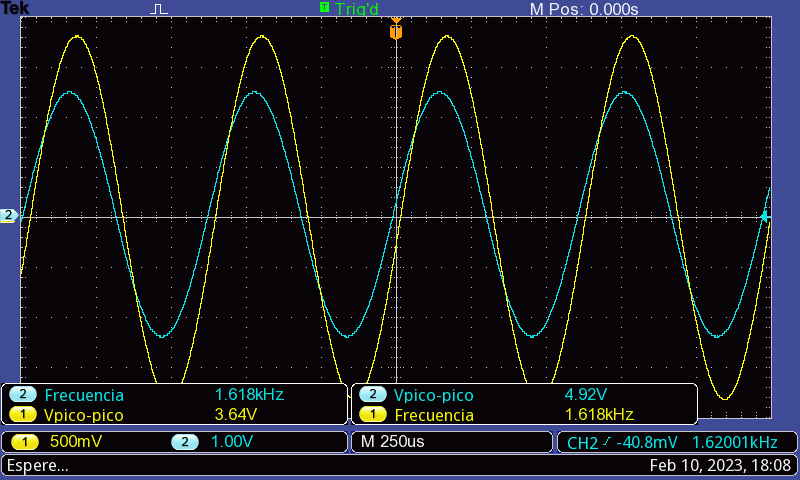 Tek T Trig'd M Pos: 0.000s
T
2
2 Frecuencia 1.618kHz 2 Vpico-pico 4.92V
1 Vpico-pico 3.64V 1 Frecuencia 1.618kHz
1 500mV 2 1.00V M 250us CH2 -40.8mV 1.62001kHz
Espere... Feb 10, 2023, 18:08